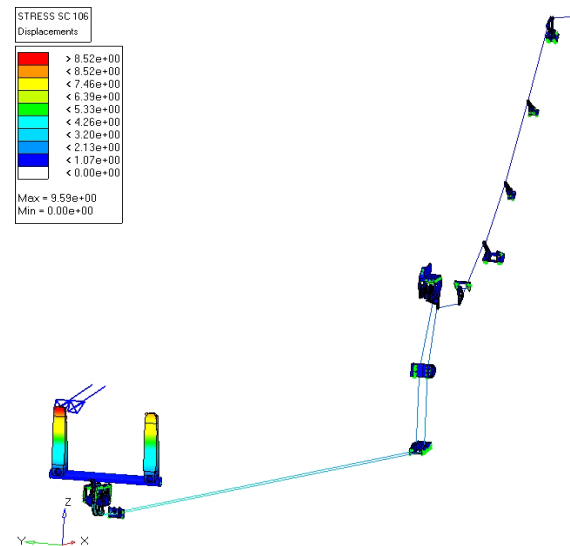 STRESS SC 106
Displacements
> 8.52e+00
< 8.52e+00
< 7.46e+00
< 6.39e+00
< 5.33e+00
< 4.26e+00
< 3.20e+00
< 2.13e+00
< 1.07e+00
< 0.00e+00
Max = 9.59e+00
Min = 0.00e+00
Z
Y
X